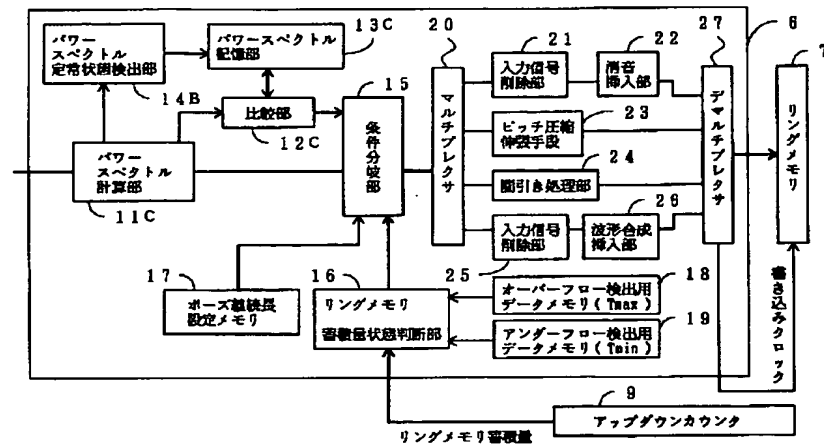 パワー
スペクトル
定常状態検出部
14B
パワースペクトル
記憶部
13C
比較部
12C
パワー
スペクトル
計算部
11C
15
条件分岐部
20
マルチプレクサ
21
入力信号
削除部
22
消音
挿入部
23
ピッチ圧縮
伸張手段
24
間引き処理部
25
入力信号
削除部
26
波形合成
挿入部
27
デマルチプレクサ
6
7
リングメモリ
書き込みクロック
17
ポーズ継続長
設定メモリ
16
リングメモリ
蓄積量状態判断部
18
オーバーフロー検出用
データメモリ(Tmax)
19
アンダーフロー検出用
データメモリ(Tmin)
9
アップダウンカウンタ
リングメモリ蓄積量